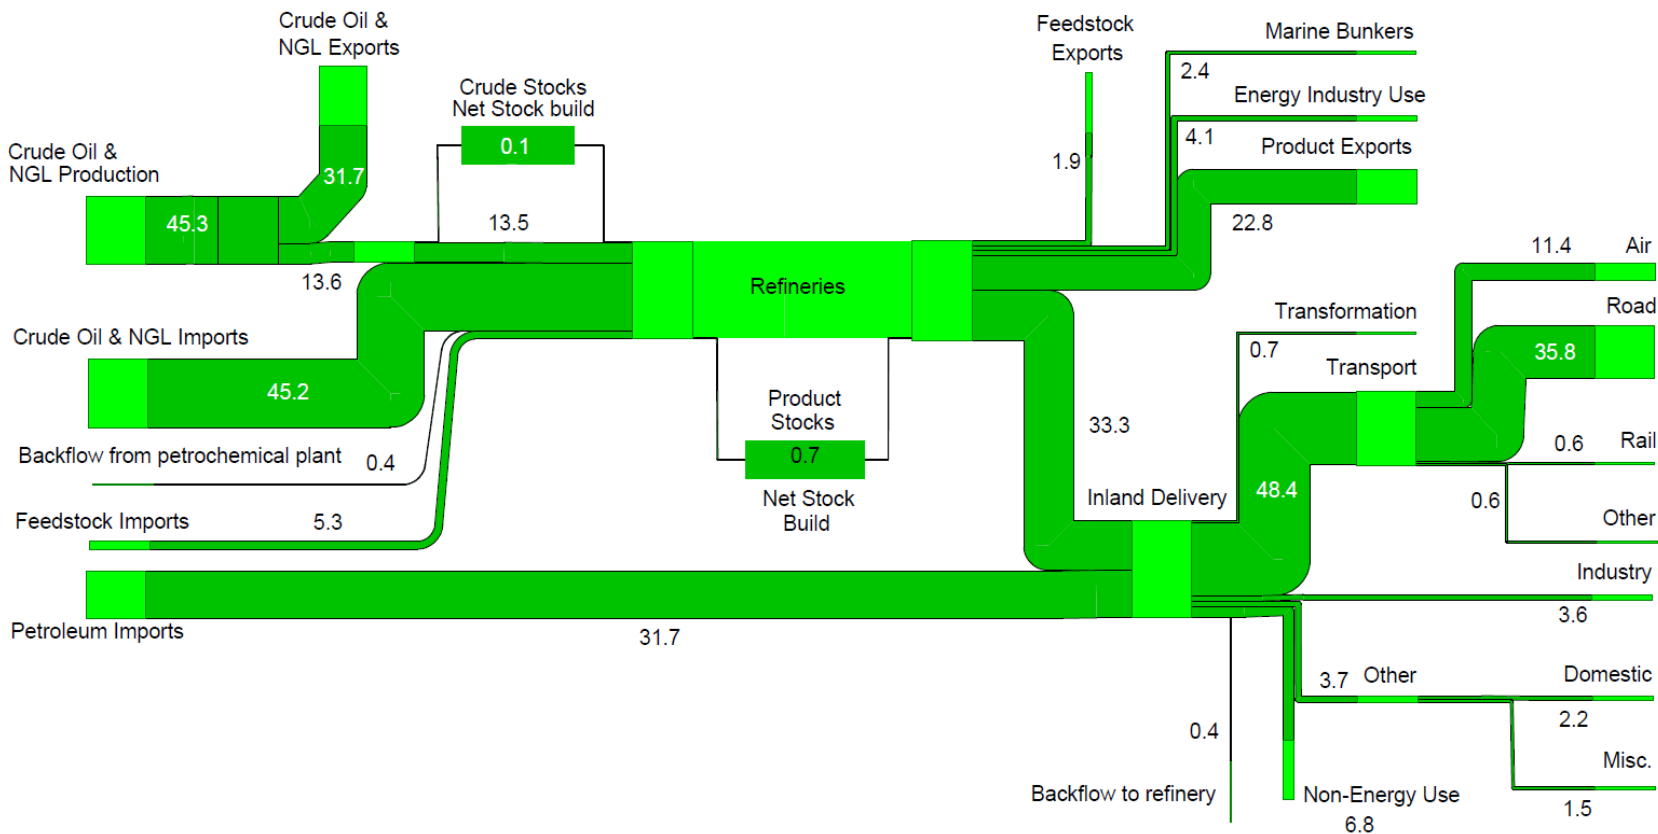 Crude Oil &
NGL Exports
31.7
Crude Stocks
Net Stock build
0.1
Crude Oil &
NGL Production
45.3
13.5
13.6
Crude Oil & NGL Imports
45.2
Backflow from petrochemical plant
0.4
Feedstock Imports
5.3
Petroleum Imports
31.7
Refineries
Product
Stocks
0.7
Net Stock
Build
Feedstock
Exports
1.9
Marine Bunkers
2.4
Energy Industry Use
4.1
Product Exports
22.8
33.3
Inland Delivery
Transformation
0.7
Transport
48.4
11.4
Air
Road
35.8
0.6
Rail
0.6
Other
Industry
3.6
3.7
Other
Domestic
2.2
Misc.
1.5
0.4
Backflow to refinery
Non-Energy Use
6.8